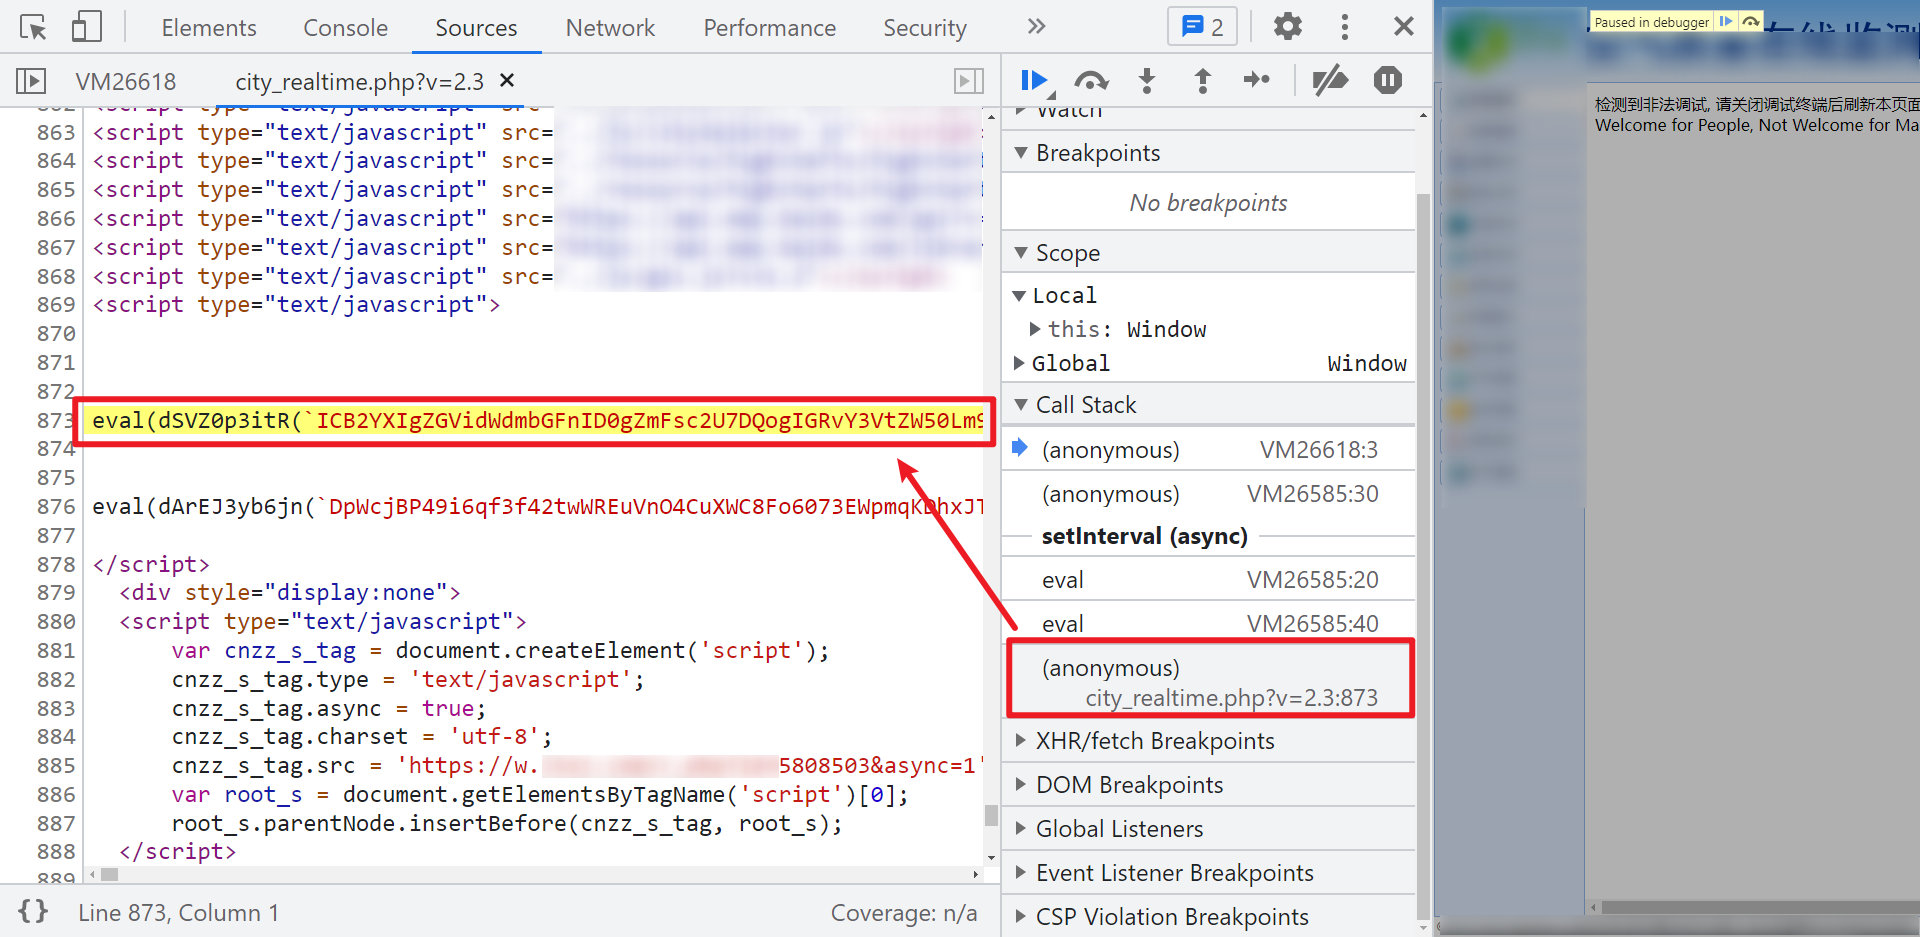 Elements Console Sources Network Performance Security 2
VM26618 city_realtime.php?v=2.3
863 <script type="text/javascript" src=
864 <script type="text/javascript" src=
865 <script type="text/javascript" src=
866 <script type="text/javascript" src=
867 <script type="text/javascript" src=
868 <script type="text/javascript" src=
869 <script type="text/javascript">
870
871
872
873 eval(dSVZ0p3itR(`ICB2YXIgZGVidWdmbGFnID0gZmFsc2U7DQogIGRvY3VtZW50Lm9
874
875
876 eval(dArEJ3yb6jn(`DpWcjBP49i6qf3f42twWREuVnO4CuXWC8Fo6073EWpmqKDhxJT
877
878 </script>
879 <div style="display:none">
880 <script type="text/javascript">
881 var cnzz_s_tag = document.createElement('script');
882 cnzz_s_tag.type = 'text/javascript';
883 cnzz_s_tag.async = true;
884 cnzz_s_tag.charset = 'utf-8';
885 cnzz_s_tag.src = 'https://w. 5808503&async=1'
886 var root_s = document.getElementsByTagName('script')[0];
887 root_s.parentNode.insertBefore(cnzz_s_tag, root_s);
888 </script>
889
{} Line 873, Column 1 Coverage: n/a
Watch
Breakpoints
No breakpoints
Scope
Local
this: Window
Global Window
Call Stack
(anonymous) VM26618:3
(anonymous) VM26585:30
setInterval (async)
eval VM26585:20
eval VM26585:40
(anonymous)
city_realtime.php?v=2.3:873
XHR/fetch Breakpoints
DOM Breakpoints
Global Listeners
Event Listener Breakpoints
CSP Violation Breakpoints
Paused in debugger
检测到非法调试, 请关闭调试终端后刷新本页面
Welcome for People, Not Welcome for Ma